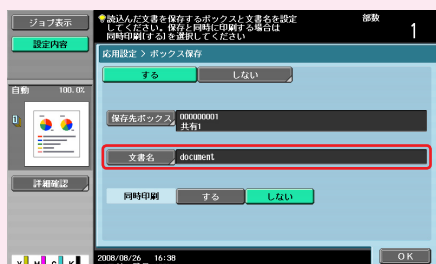 ジョブ表示
設定内容
読込んだ文書を保存するボックスと文書名を設定
してください。保存と同時に印刷する場合は
同時印刷[する]を選択してください
部数
1
応用設定 > ボックス保存
する
しない
自動 100.0%
保存先ボックス
000000001
共有1
文書名
document
詳細確認
同時印刷
する
しない
Y M C K
2008/08/26 16:38
OK